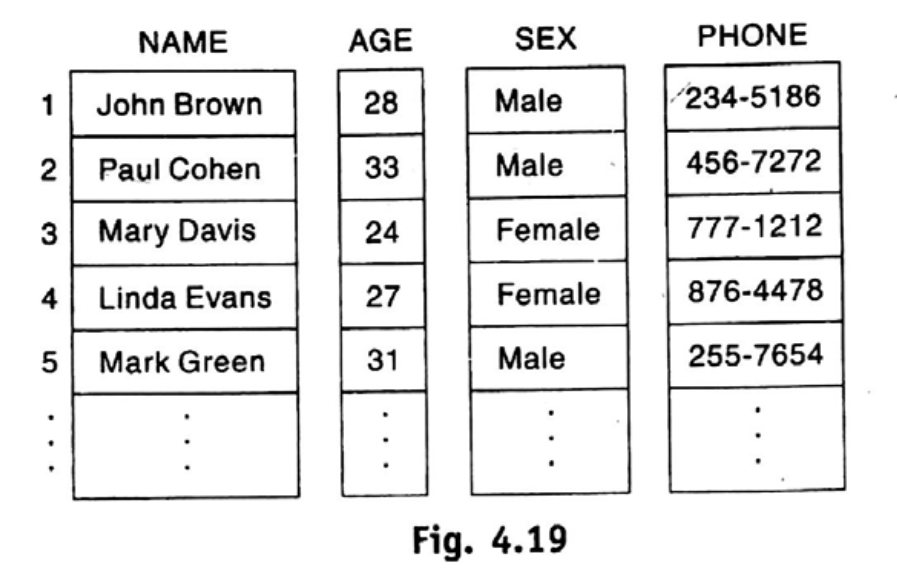 NAME AGE SEX PHONE
1 John Brown 28 Male 234-5186
2 Paul Cohen 33 Male 456-7272
3 Mary Davis 24 Female 777-1212
4 Linda Evans 27 Female 876-4478
5 Mark Green 31 Male 255-7654
Fig. 4.19